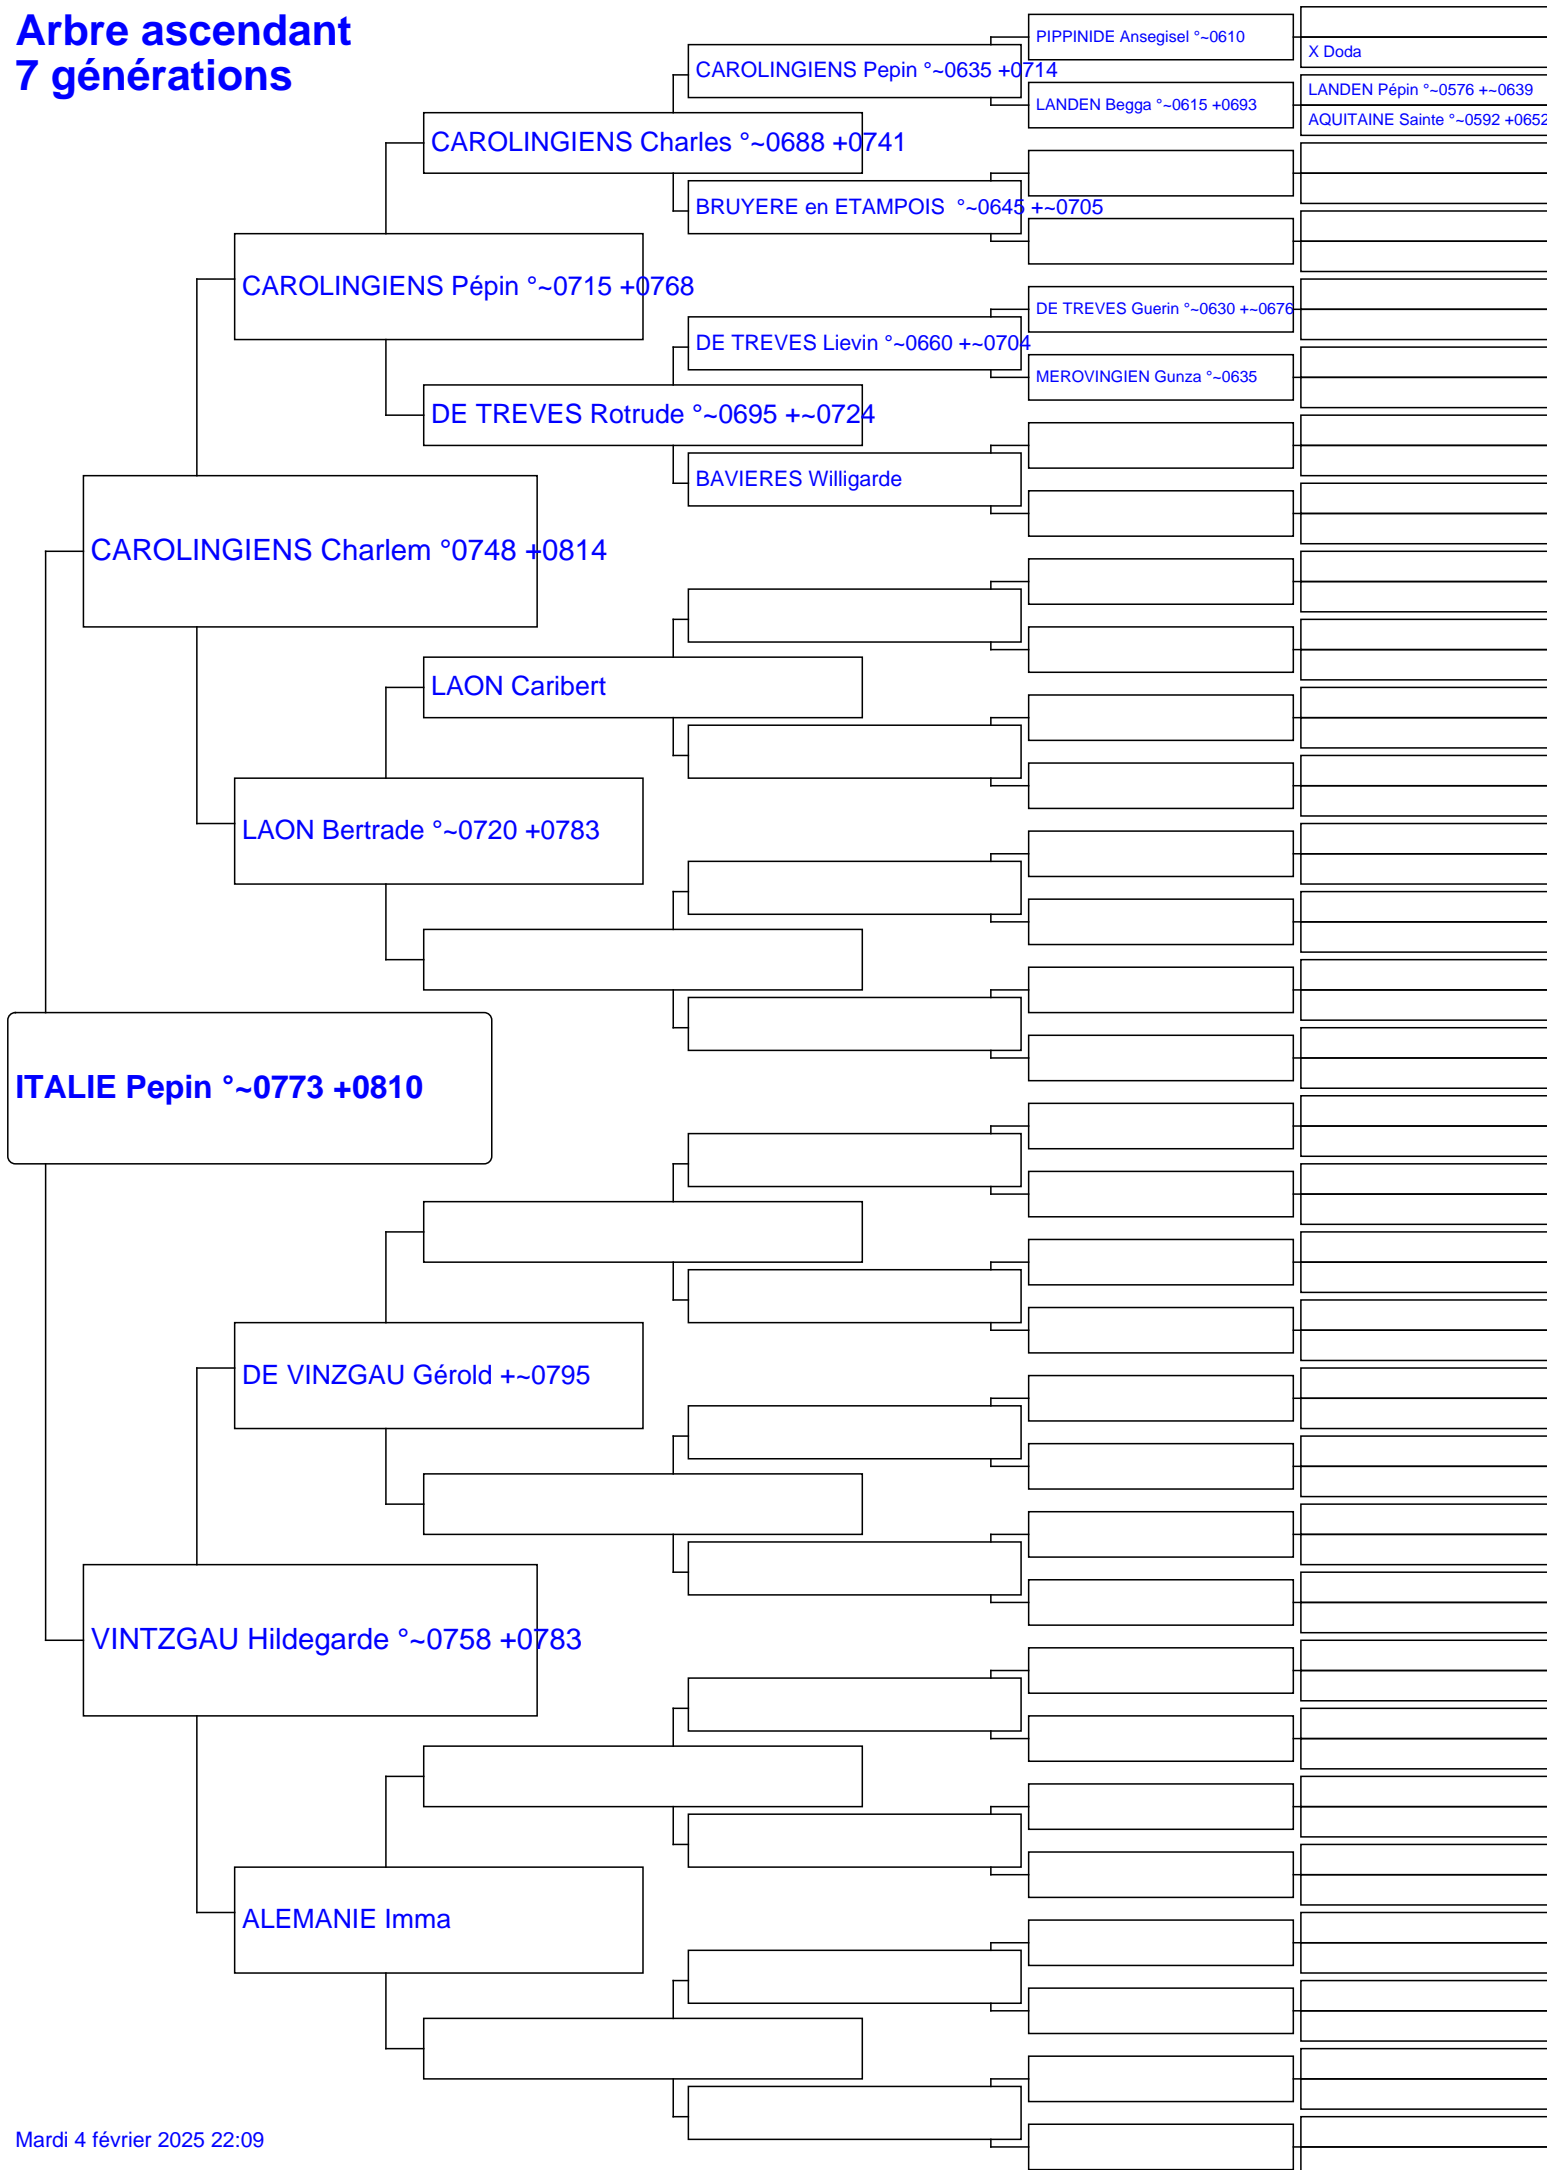 Arbre ascendant
7 générations
PIPPINIDE Ansegisel °~0610
X Doda
CAROLINGIENS Pepin °~0635 +0714
LANDEN Pépin °~0576 +~0639
LANDEN Begga °~0615 +0693
AQUITAINE Sainte °~0592 +0652
CAROLINGIENS Charles °~0688 +0741
BRUYERE en ETAMPOIS  °~0645 +~0705
CAROLINGIENS Pépin °~0715 +0768
DE TREVES Guerin °~0630 +~0676
DE TREVES Lievin °~0660 +~0704
MEROVINGIEN Gunza °~0635
DE TREVES Rotrude °~0695 +~0724
BAVIERES Willigarde
CAROLINGIENS Charlem °0748 +0814
LAON Caribert
LAON Bertrade °~0720 +0783
ITALIE Pepin °~0773 +0810
DE VINZGAU Gérold +~0795
VINTZGAU Hildegarde °~0758 +0783
ALEMANIE Imma
Mardi 4 février 2025 22:09